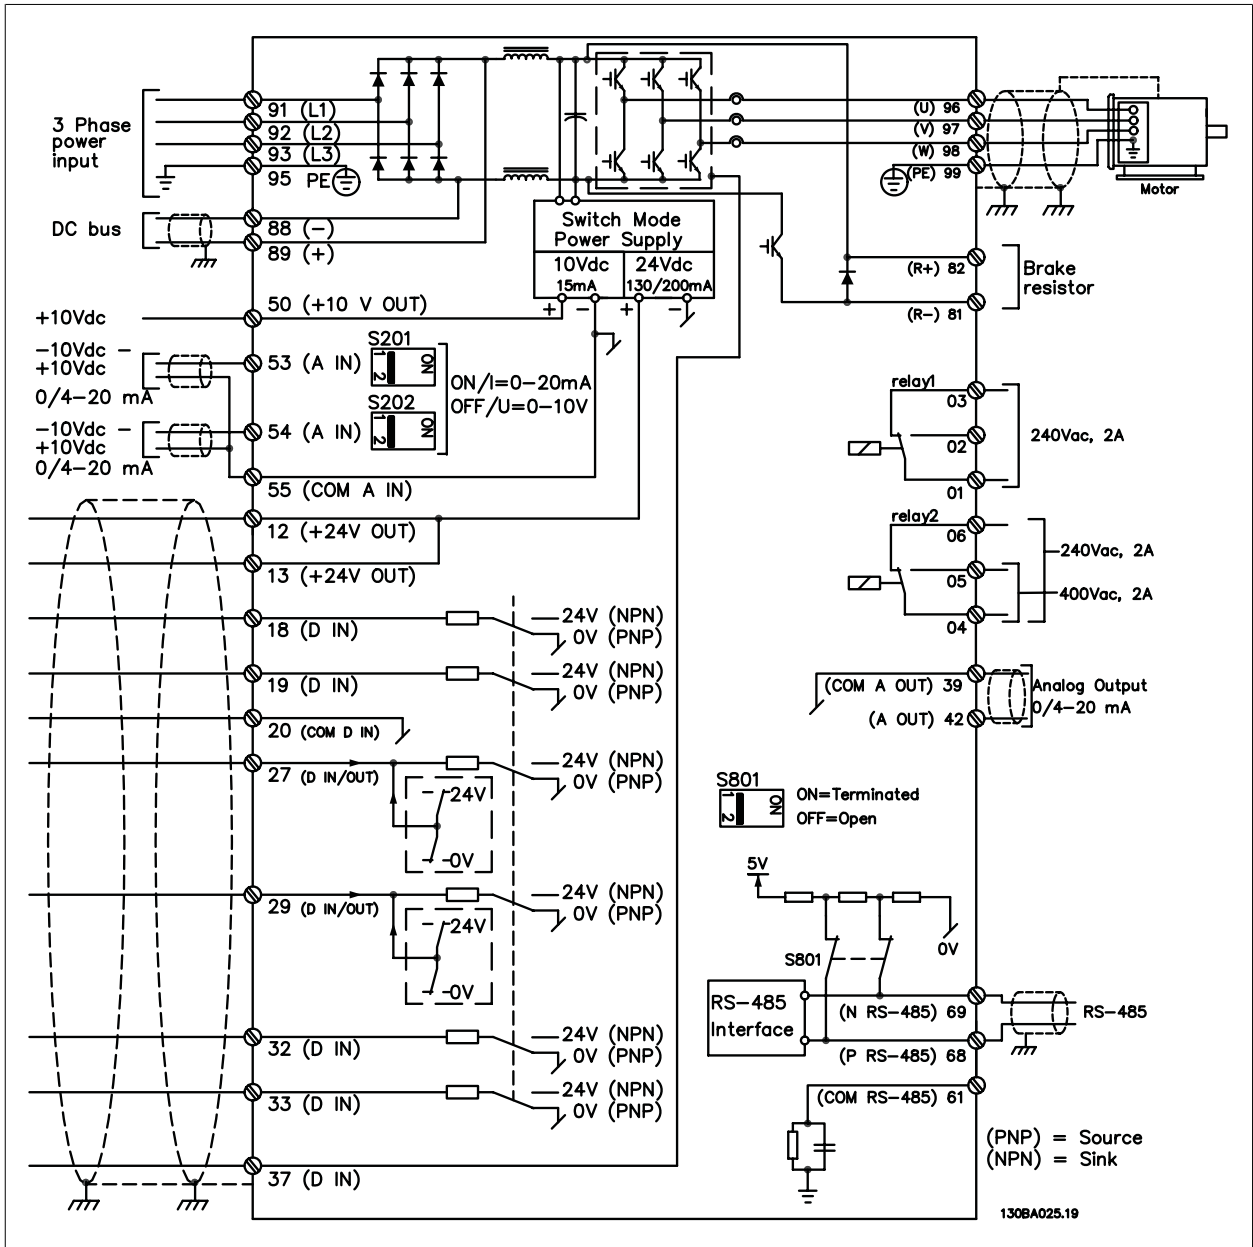 3 Phase
power
input
91 (L1)
92 (L2)
93 (L3)
95 PE
DC bus
88 (−)
89 (+)
+10Vdc
50 (+10 V OUT)
−10Vdc −
+10Vdc
0/4−20 mA
53 (A IN)
S201
1 2
ON
−10Vdc −
+10Vdc
0/4−20 mA
54 (A IN)
S202
1 2
ON
ON/I=0−20mA
OFF/U=0−10V
55 (COM A IN)
12 (+24V OUT)
13 (+24V OUT)
18 (D IN)
24V (NPN)
0V (PNP)
19 (D IN)
24V (NPN)
0V (PNP)
20 (COM D IN)
27 (D IN/OUT)
24V (NPN)
0V (PNP)
24V
0V
29 (D IN/OUT)
24V (NPN)
0V (PNP)
24V
0V
32 (D IN)
24V (NPN)
0V (PNP)
33 (D IN)
24V (NPN)
0V (PNP)
37 (D IN)
Switch Mode
Power Supply
10Vdc
15mA
24Vdc
130/200mA
+ − + −
(U) 96
(V) 97
(W) 98
(PE) 99
Motor
(R+) 82
(R−) 81
Brake
resistor
relay1
03
02
01
240Vac, 2A
relay2
06
05
04
240Vac, 2A
400Vac, 2A
(COM A OUT) 39
(A OUT) 42
Analog Output
0/4−20 mA
S801
1 2
ON
ON=Terminated
OFF=Open
5V
0V
S801
RS−485
Interface
(N RS−485) 69
(P RS−485) 68
RS−485
(COM RS−485) 61
(PNP) = Source
(NPN) = Sink
130BA025.19